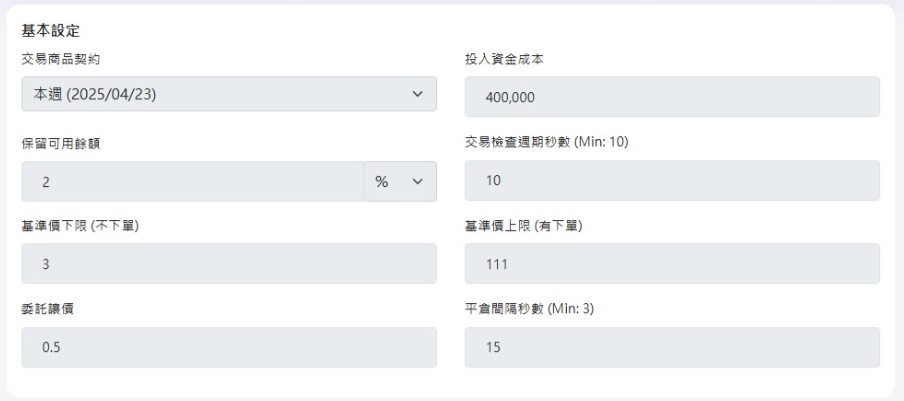 基本設定
交易商品契約
投入資金成本
本週 (2025/04/23)
400,000
保留可用餘額
交易檢查週期秒數 (Min: 10)
2
%
10
基準價下限 (不下單)
基準價上限 (有下單)
3
111
委託讓價
平倉間隔秒數 (Min: 3)
0.5
15